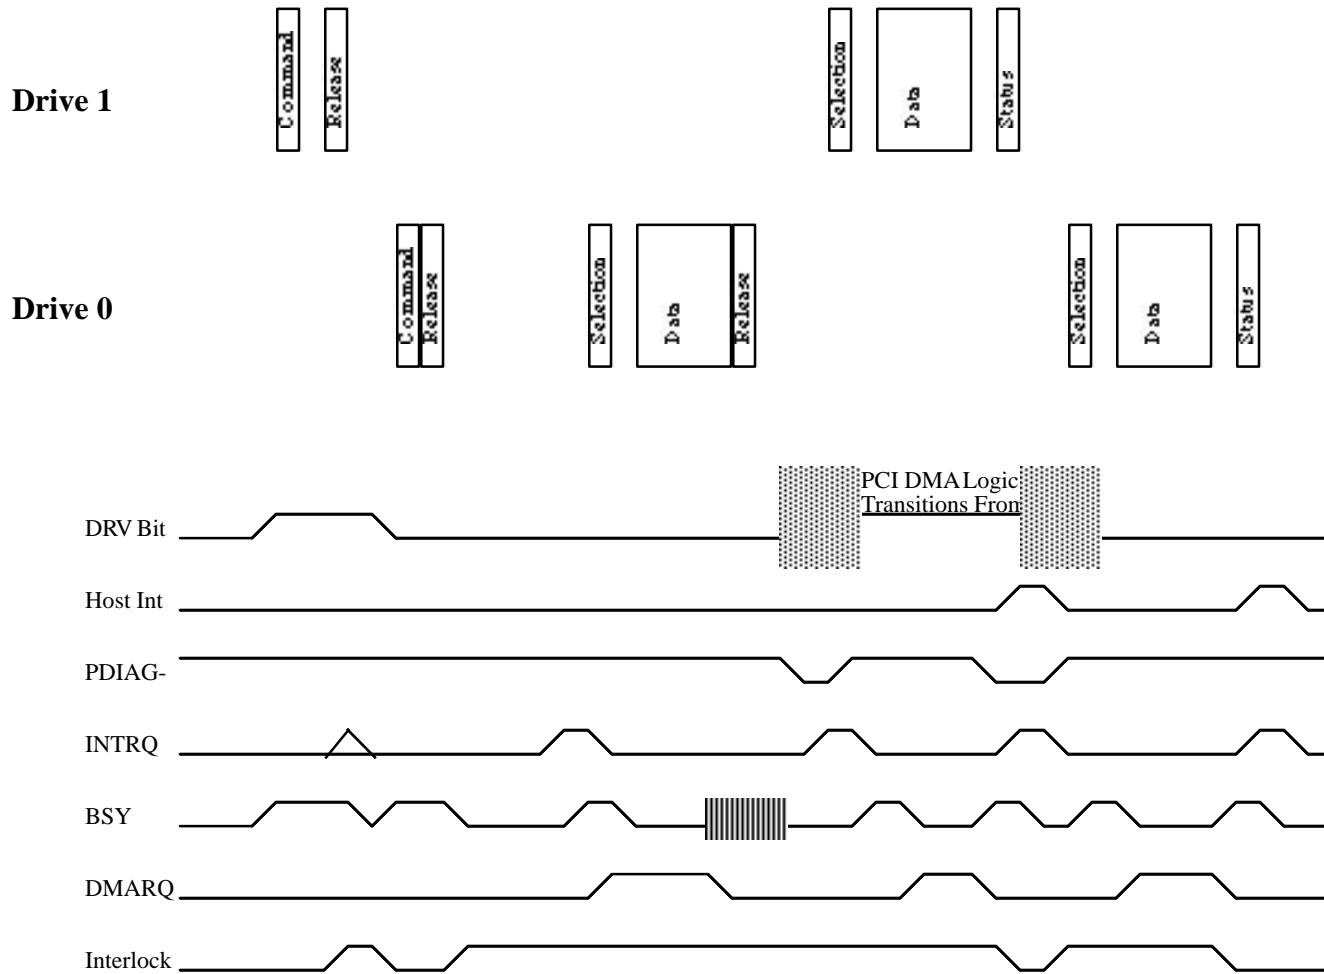 Drive 1
Command
Release
Selection
Data
Status
Drive 0
Command
Release
Selection
Data
Release
Selection
Data
Status
PCI DMA Logic
Transitions From
DRV Bit
Host Int
PDIAG-
INTRQ
BSY
DMARQ
Interlock